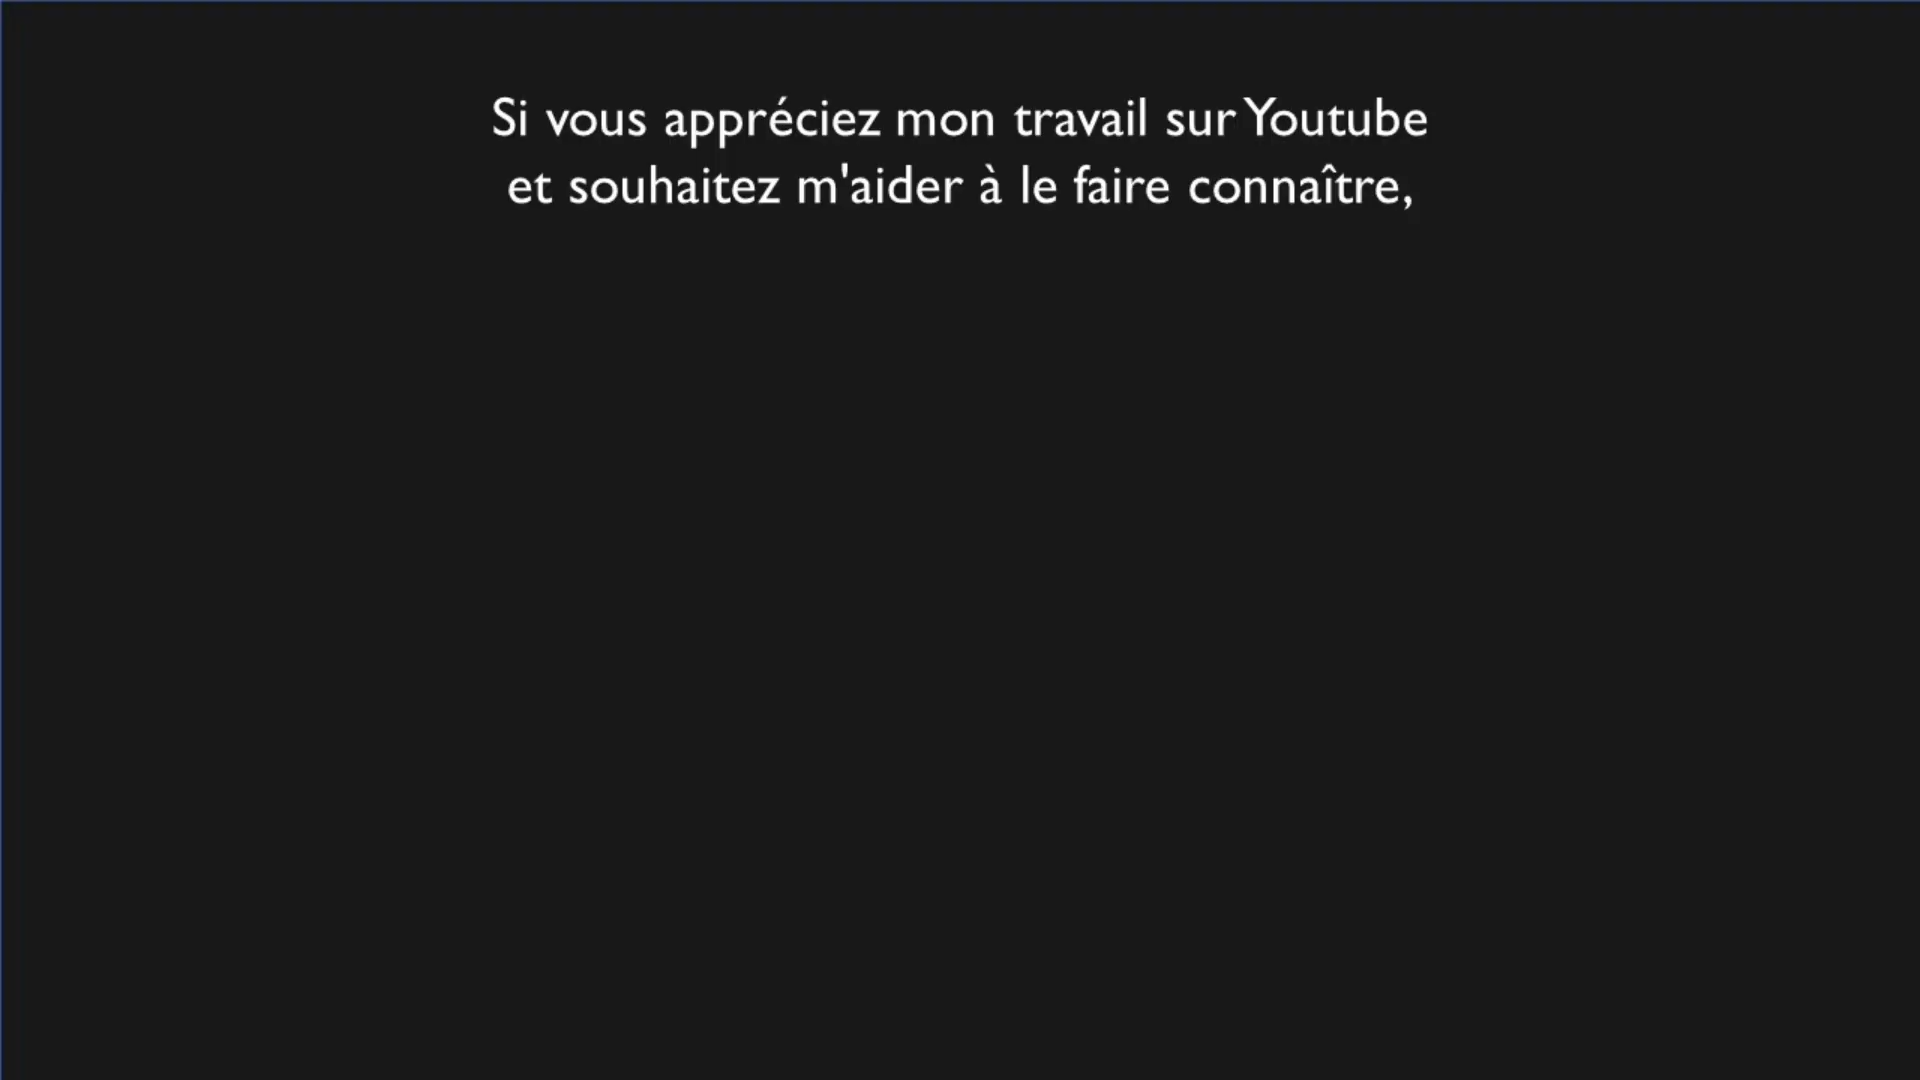 Si vous appréciez mon travail sur Youtube
et souhaitez m'aider à le faire connaître,